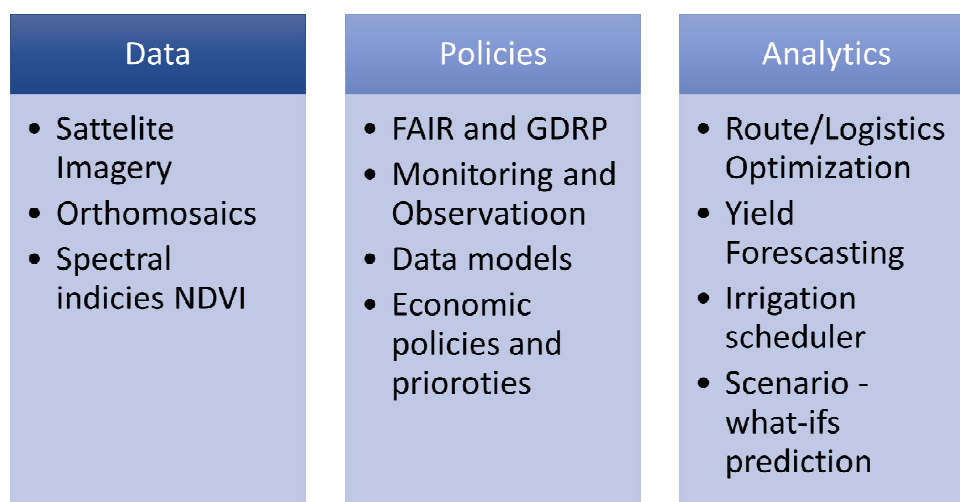 Data
• Sattelite
Imagery
• Orthomosaics
• Spectral
indicies NDVI
Policies
• FAIR and GDRP
• Monitoring and
Observatioon
• Data models
• Economic
policies and
prioroties
Analytics
• Route/Logistics
Optimization
• Yield
Forescasting
• Irrigation
scheduler
• Scenario -
what-ifs
prediction